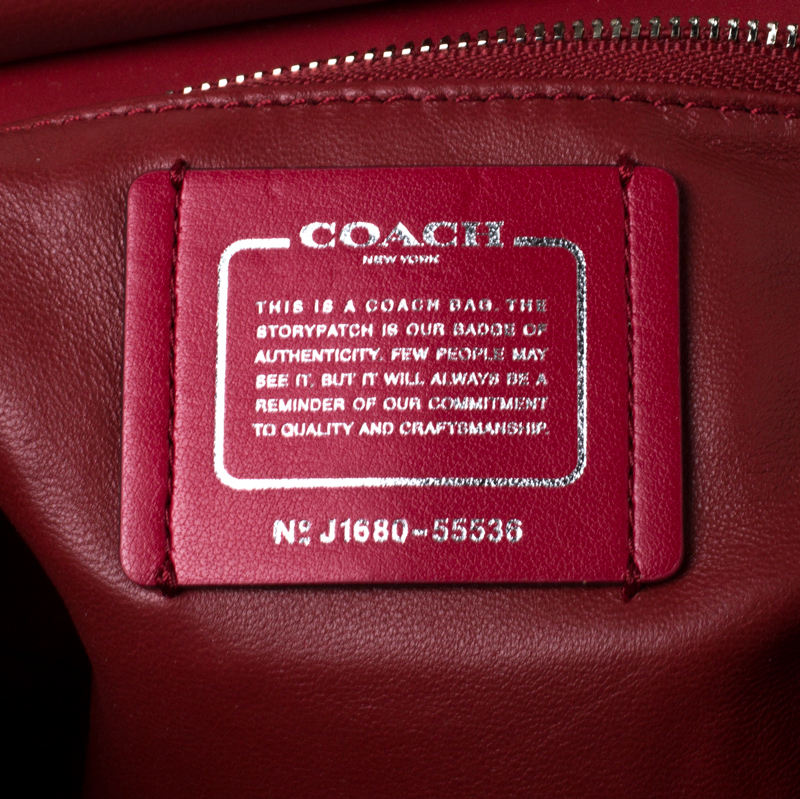 COACH
NEW YORK
THIS IS A COACH BAG. THE
STORYPATCH IS OUR BADGE OF
AUTHENTICITY. FEW PEOPLE MAY
SEE IT, BUT IT WILL ALWAYS BE A
REMINDER OF OUR COMMITMENT
TO QUALITY AND CRAFTSMANSHIP.
Nº J1680-55536